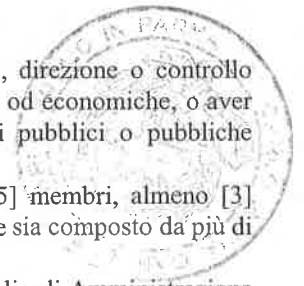 , direzione o controllo
od economiche, o aver
i pubblici o pubbliche
5] membri, almeno [3]
e sia composto da più di